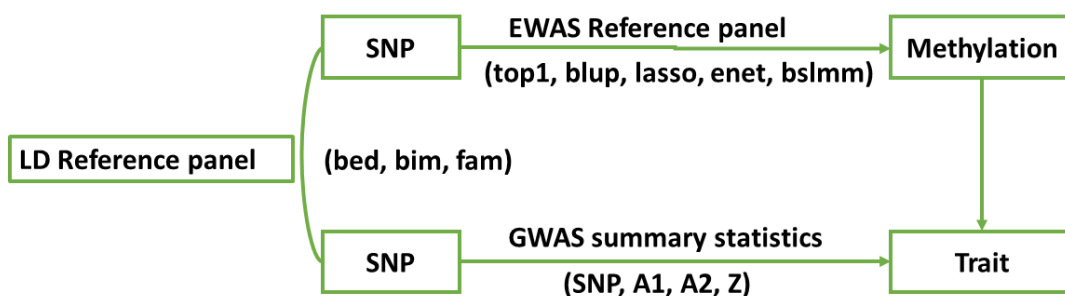 SNP
EWAS Reference panel
(top1, blup, lasso, enet, bslmm)
Methylation
LD Reference panel
(bed, bim, fam)
SNP
GWAS summary statistics
(SNP, A1, A2, Z)
Trait